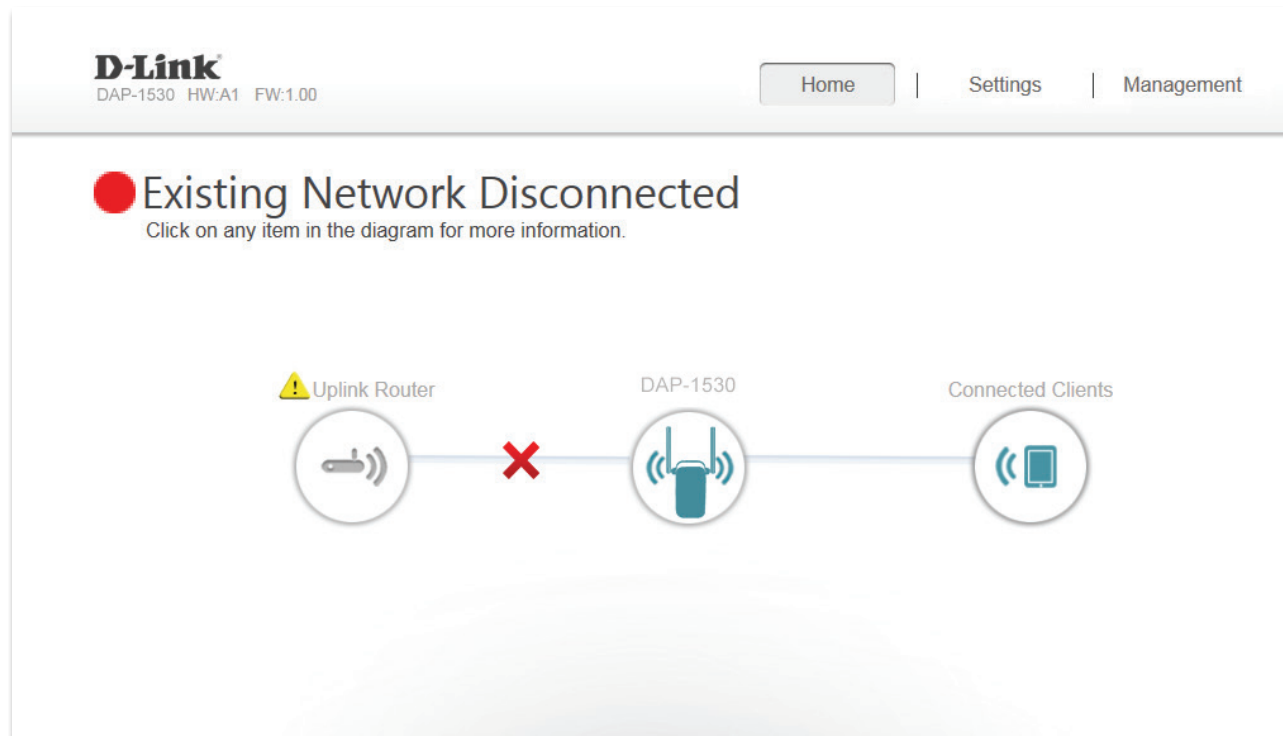 D-Link
DAP-1530 HW:A1 FW:1.00
Home | Settings | Management
Existing Network Disconnected
Click on any item in the diagram for more information.
Uplink Router
DAP-1530
Connected Clients